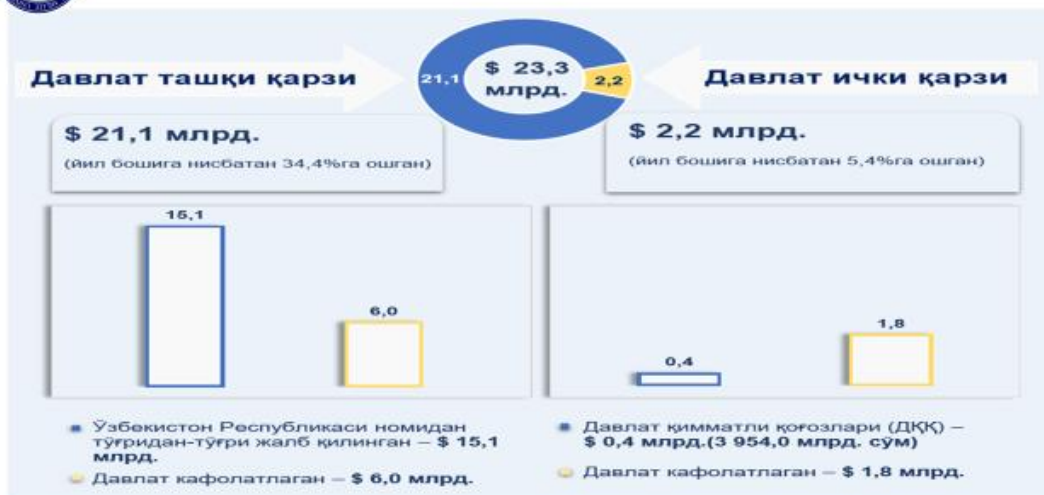 $ 23,3
млрд.
21,1
2,2
Давлат ташқи қарзи
Давлат ички қарзи
$ 21,1 млрд.
(йил бошига нисбатан 34,4%га ошган)
$ 2,2 млрд.
(йил бошига нисбатан 5,4%га ошган)
15,1
6,0
0,4
1,8
Ўзбекистон Республикаси номидан
тўғридан-тўғри жалб қилинган – $ 15,1
млрд.
Давлат кафолатлаган – $ 6,0 млрд.
Давлат қимматли қоғозлари (ДҚҚ) –
$ 0,4 млрд.(3 954,0 млрд. сўм)
Давлат кафолатлаган – $ 1,8 млрд.